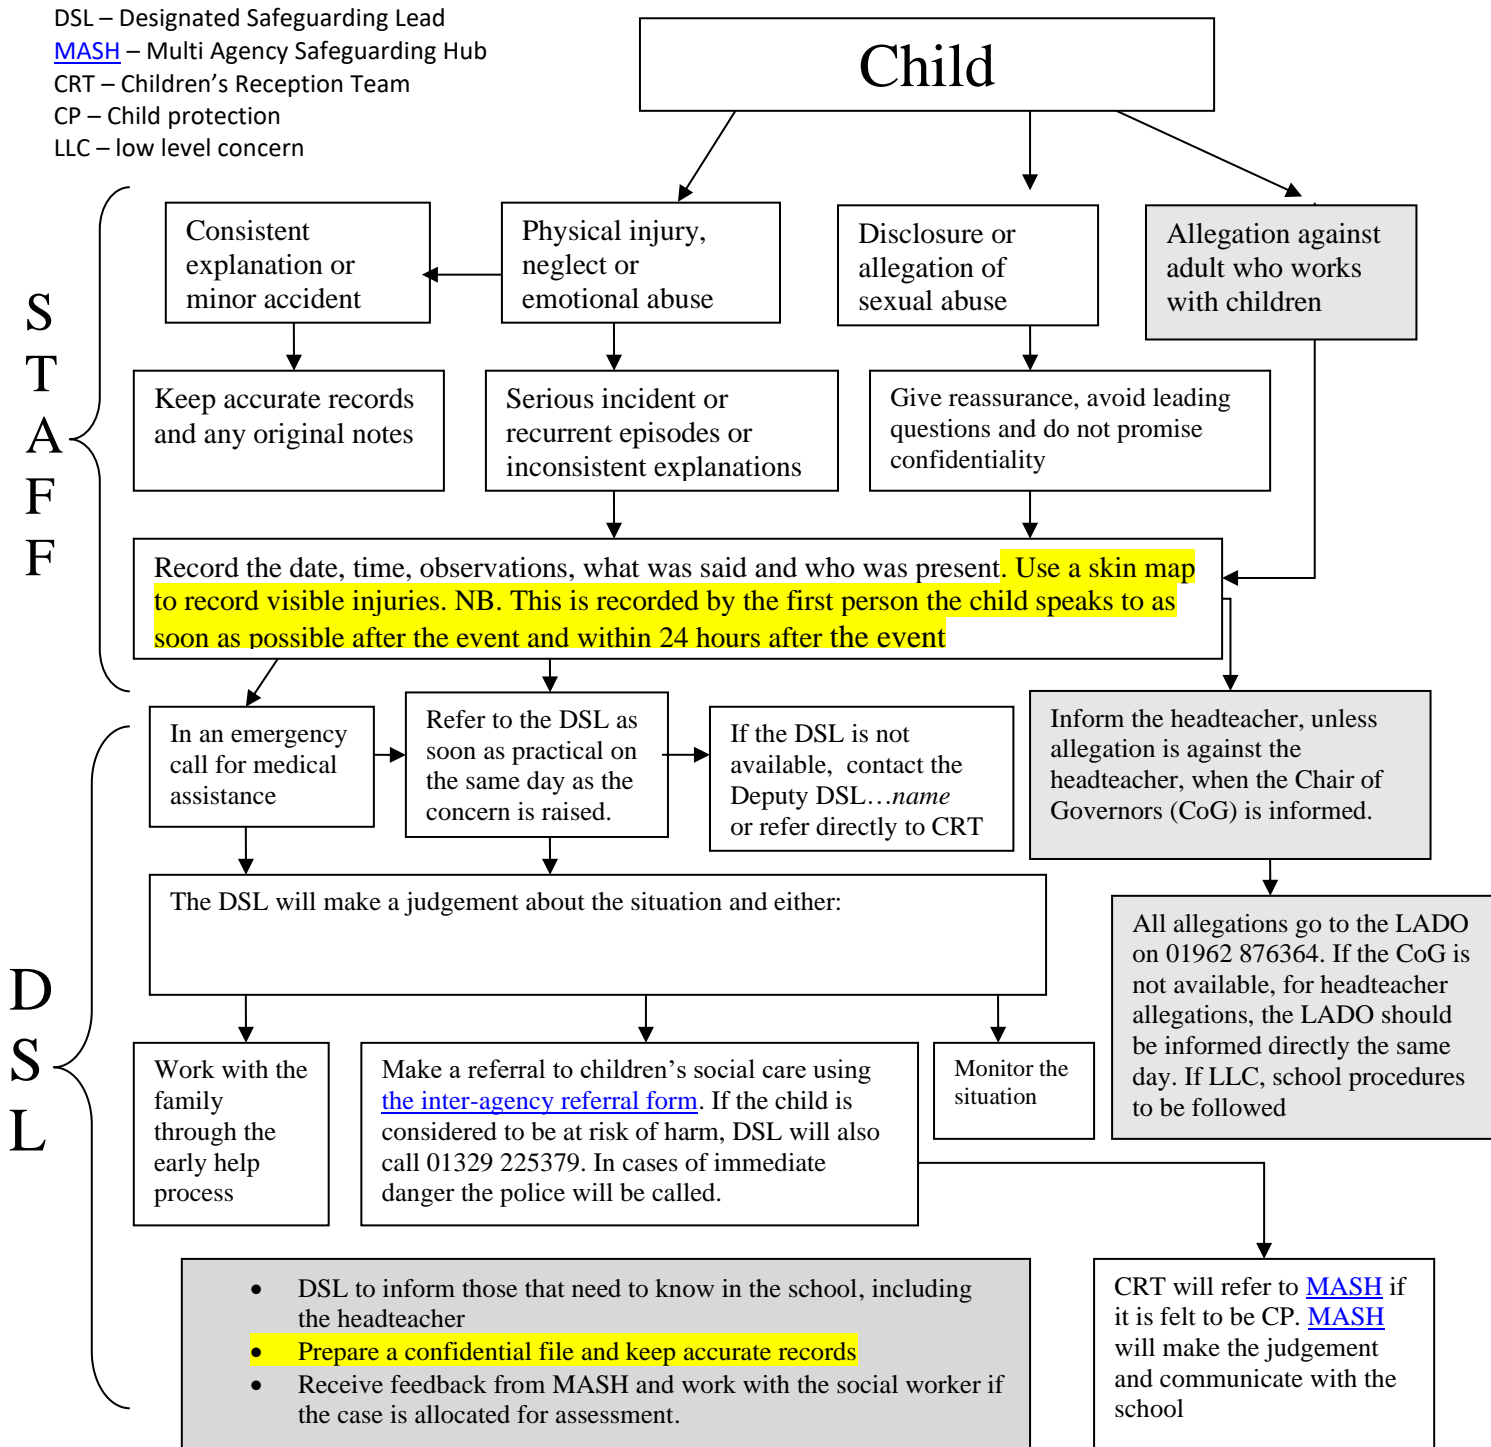 DSL – Designated Safeguarding Lead
MASH – Multi Agency Safeguarding Hub
CRT – Children's Reception Team
CP – Child protection
LLC – low level concern
Child
STAFF
Consistent
explanation or
minor accident
Physical injury,
neglect or
emotional abuse
Disclosure or
allegation of
sexual abuse
Allegation against
adult who works
with children
Keep accurate records
and any original notes
Serious incident or
recurrent episodes or
inconsistent explanations
Give reassurance, avoid leading
questions and do not promise
confidentiality
Record the date, time, observations, what was said and who was present. Use a skin map
to record visible injuries. NB. This is recorded by the first person the child speaks to as
soon as possible after the event and within 24 hours after the event
DSL
In an emergency
call for medical
assistance
Refer to the DSL as
soon as practical on
the same day as the
concern is raised.
If the DSL is not
available,  contact the
Deputy DSL…name
or refer directly to CRT
Inform the headteacher, unless
allegation is against the
headteacher, when the Chair of
Governors (CoG) is informed.
The DSL will make a judgement about the situation and either:
All allegations go to the LADO
on 01962 876364. If the CoG is
not available, for headteacher
allegations, the LADO should
be informed directly the same
day. If LLC, school procedures
to be followed
Work with the
family
through the
early help
process
Make a referral to children's social care using
the inter-agency referral form. If the child is
considered to be at risk of harm, DSL will also
call 01329 225379. In cases of immediate
danger the police will be called.
Monitor the
situation
• DSL to inform those that need to know in the school, including
the headteacher
• Prepare a confidential file and keep accurate records
• Receive feedback from MASH and work with the social worker if
the case is allocated for assessment.
CRT will refer to MASH if
it is felt to be CP. MASH
will make the judgement
and communicate with the
school